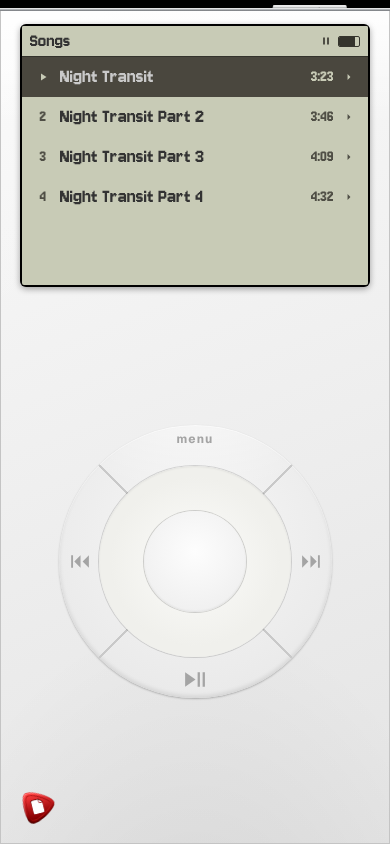 Songs
Night Transit 3:23
2 Night Transit Part 2 3:46
3 Night Transit Part 3 4:09
4 Night Transit Part 4 4:32
menu